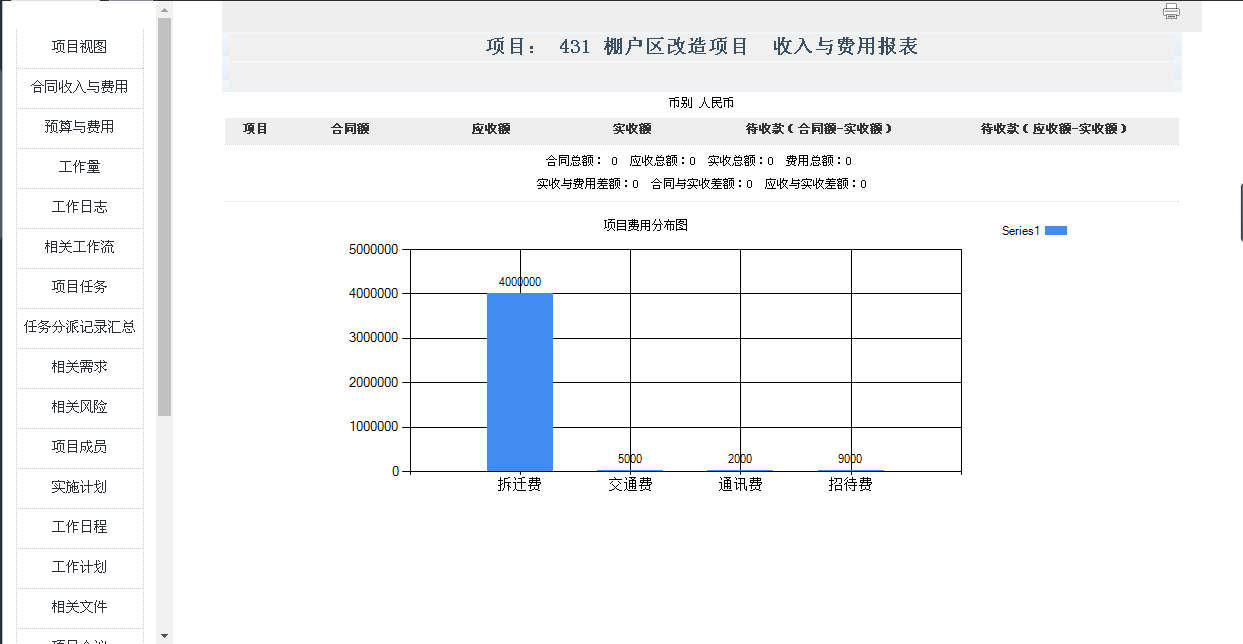 项目视图
合同收入与费用
预算与费用
工作量
工作日志
相关工作流
项目任务
任务分派记录汇总
相关需求
相关风险
项目成员
实施计划
工作日程
工作计划
相关文件
项目: 431 棚户区改造项目 收入与费用报表
币别 人民币
项目 合同额 应收额 实收额 待收款(合同额-实收额) 待收款(应收额-实收额)
合同总额: 0 应收总额:0 实收总额:0 费用总额:0
实收与费用差额:0 合同与实收差额:0 应收与实收差额:0
项目费用分布图
Series1
5000000
4000000
3000000
2000000
1000000
0
4000000
5000
2000
9000
拆迁费
交通费
通讯费
招待费